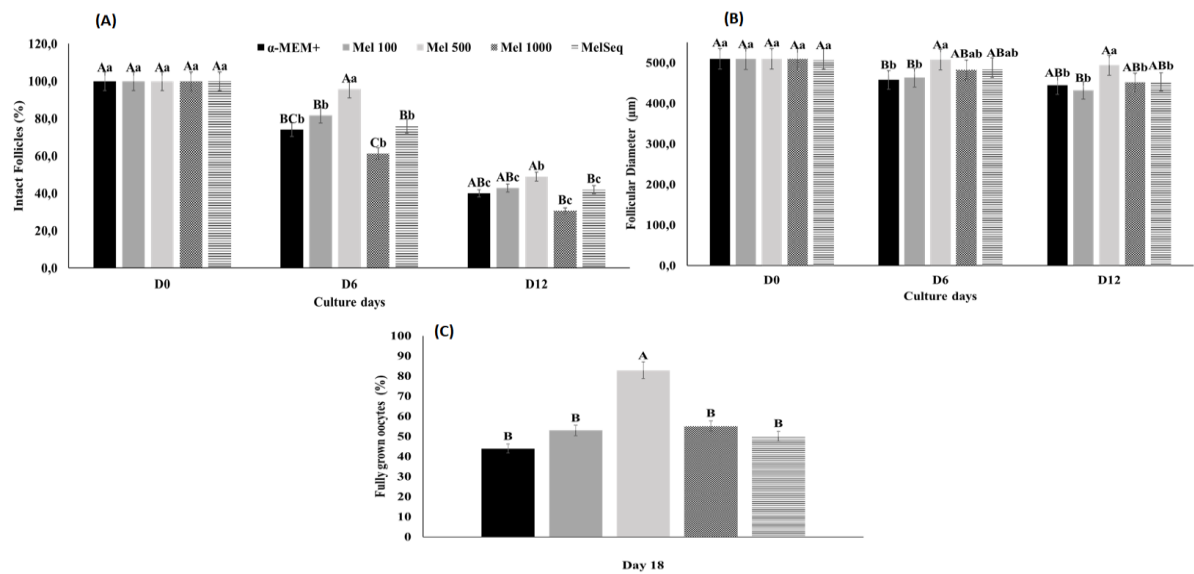 (A)
α-MEM+ Mel 100 Mel 500 Mel 1000 MelSeq
Intact Follicles (%)
120,0
100,0
80,0
60,0
40,0
20,0
0,0
Aa Aa Aa Aa Aa
BCb Bb Aa Cb Bb
ABc ABc Ab Bc Bc
D0 D6 D12
Culture days
(B)
Follicular Diameter (μm)
500,0
400,0
300,0
200,0
100,0
0,0
Aa Aa Aa Aa Aa
Bb Bb Aa ABab ABab
ABb Bb Aa ABb ABb
D0 D6 D12
Culture days
(C)
Fully grown oocytes (%)
100
90
80
70
60
50
40
30
20
10
0
B B A B B
Day 18